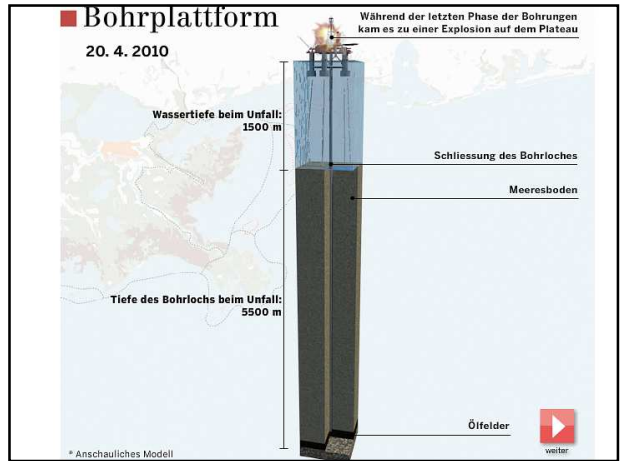 Bohrplattform
20. 4. 2010
Während der letzten Phase der Bohrungen
kam es zu einer Explosion auf dem Plateau
Wassertiefe beim Unfall:
1500 m
Schliessung des Bohrloches
Meeresboden
Tiefe des Bohrlochs beim Unfall:
5500 m
Ölfelder
weiter
* Anschauliches Modell